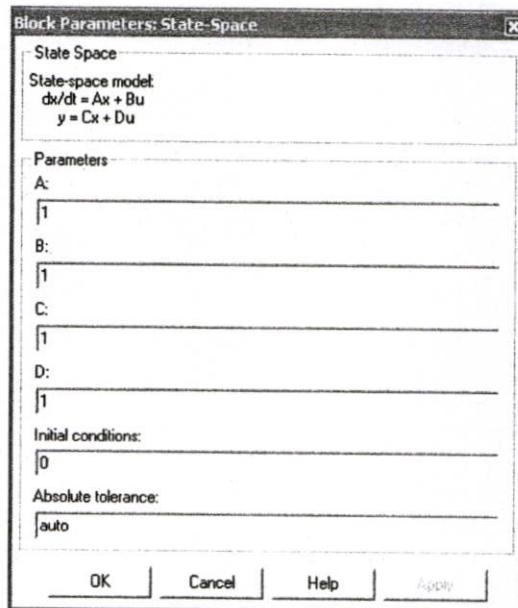 Block Parameters: State-Space
State Space
State-space model:
dx/dt = Ax + Bu
y = Cx + Du
Parameters
A:
1
B:
1
C:
1
D:
1
Initial conditions:
0
Absolute tolerance:
auto
OK Cancel Help Apply